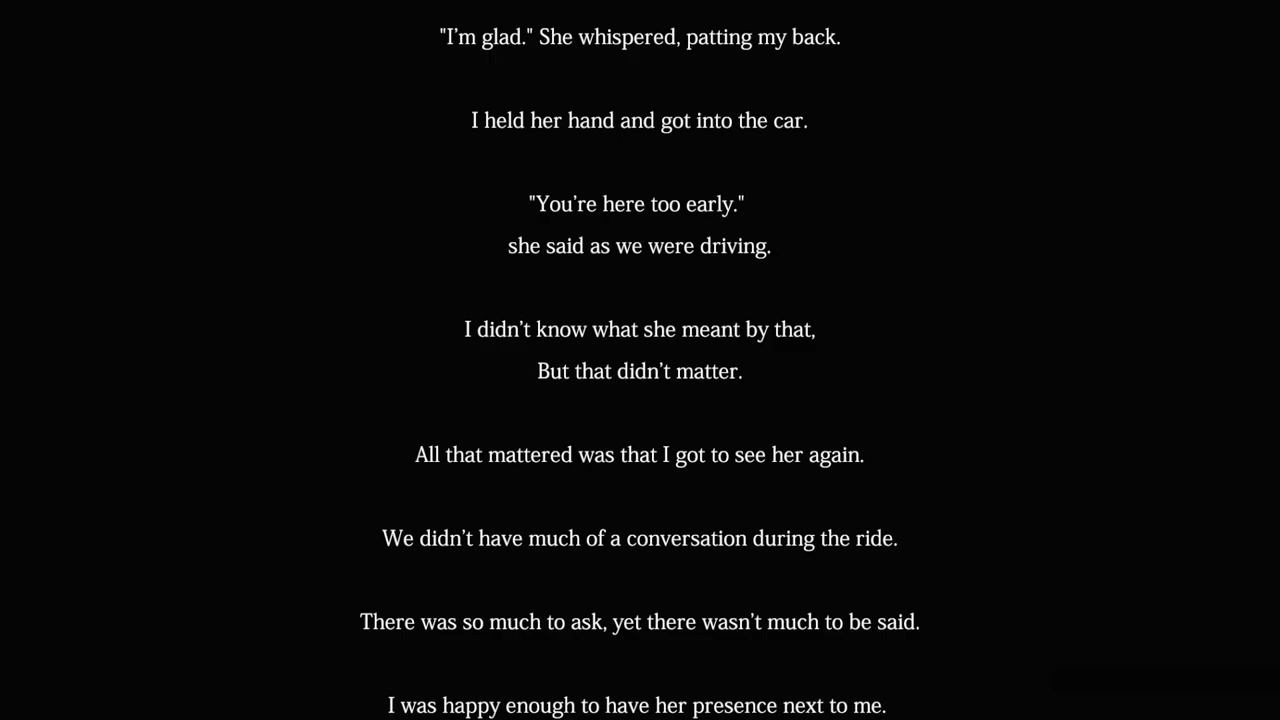 "I’m glad." She whispered, patting my back.
I held her hand and got into the car.
"You’re here too early."
she said as we were driving.
I didn’t know what she meant by that,
But that didn’t matter.
All that mattered was that I got to see her again.
We didn’t have much of a conversation during the ride.
There was so much to ask, yet there wasn’t much to be said.
I was happy enough to have her presence next to me.